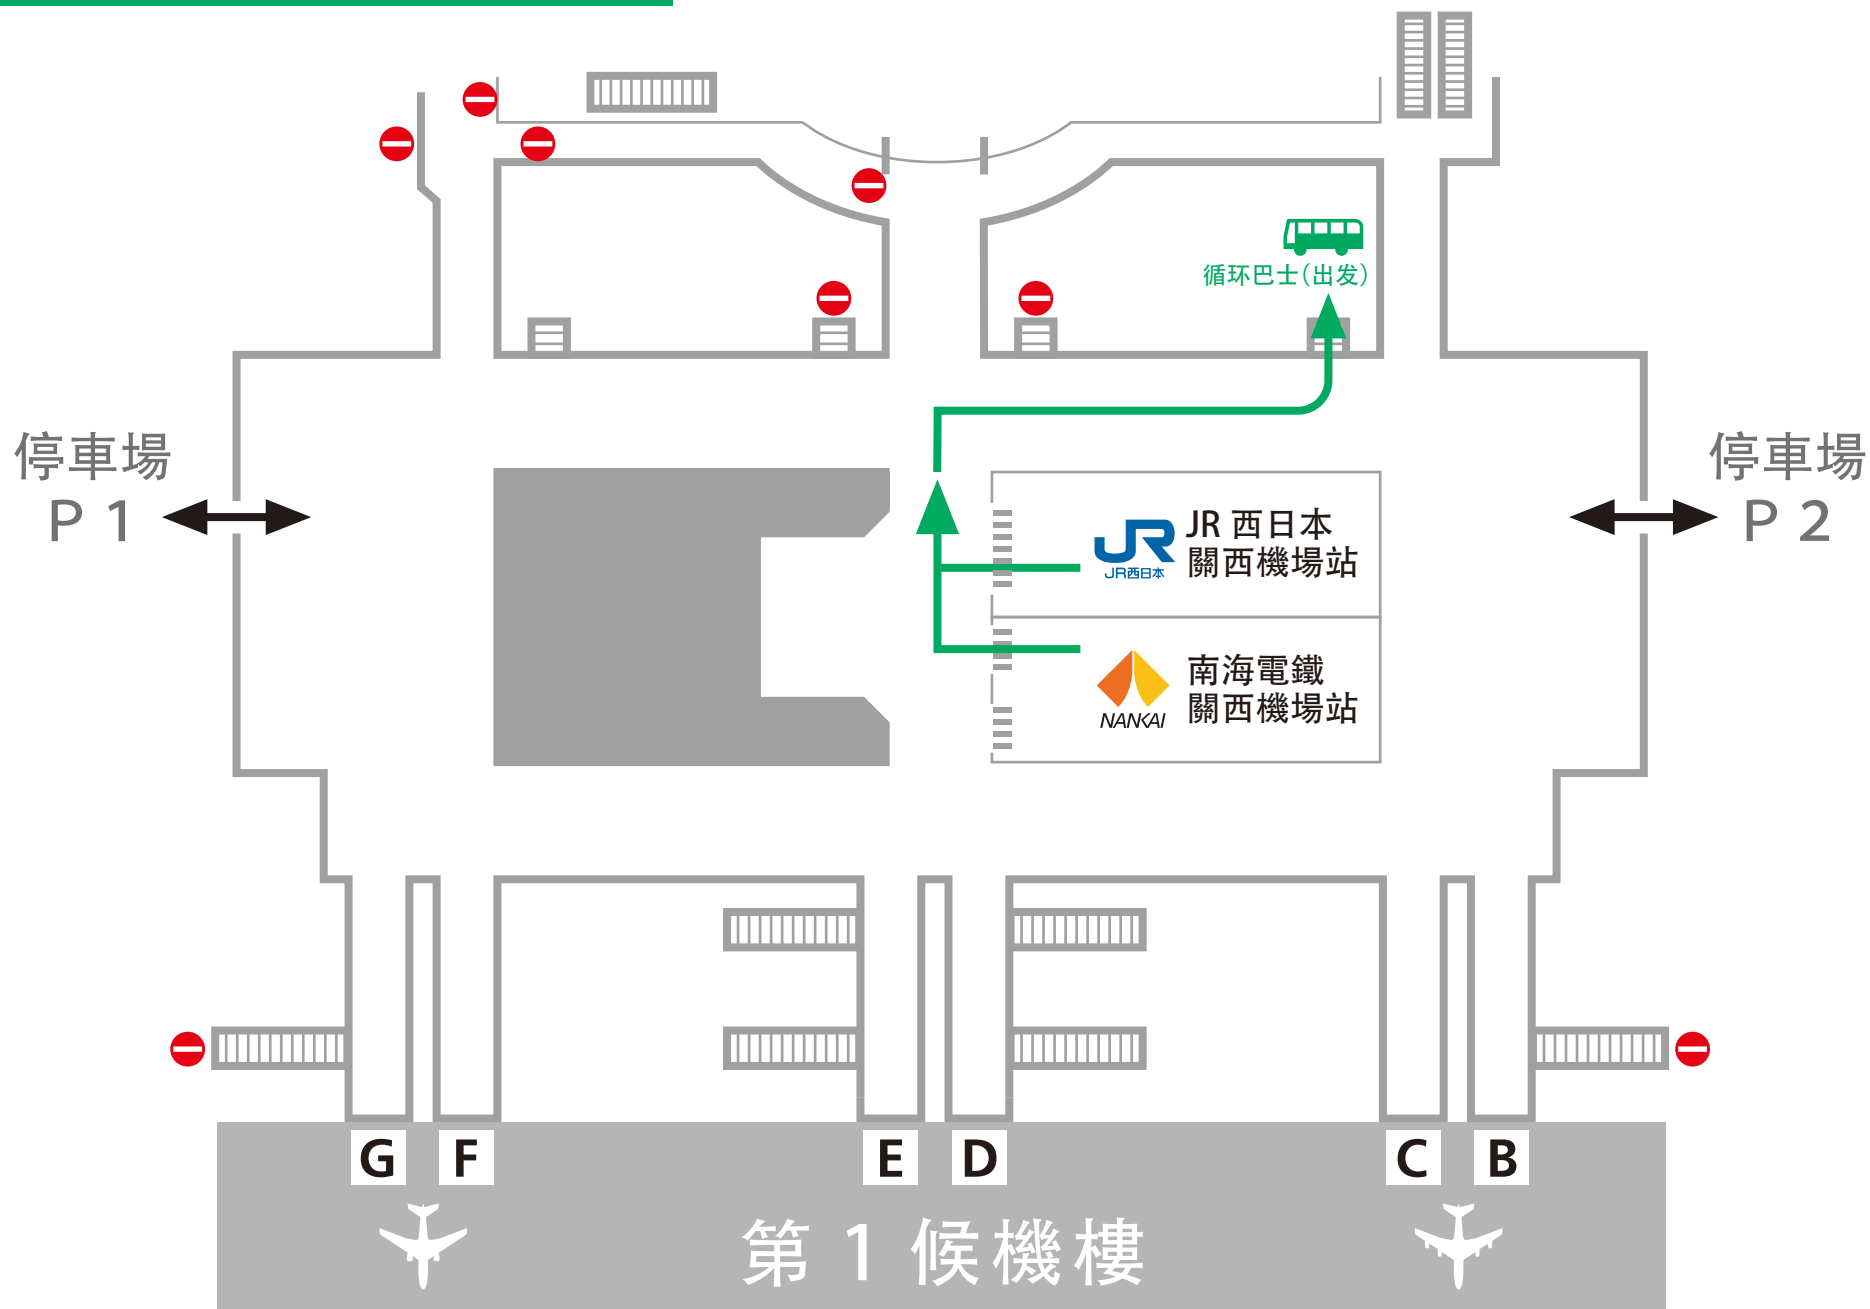 循环巴士(出发)
停車場
P 1
停車場
P 2
JR
JR西日本
JR 西日本
關西機場站
NANKAI
南海電鐵
關西機場站
G
F
E
D
C
B
第 1 候機樓